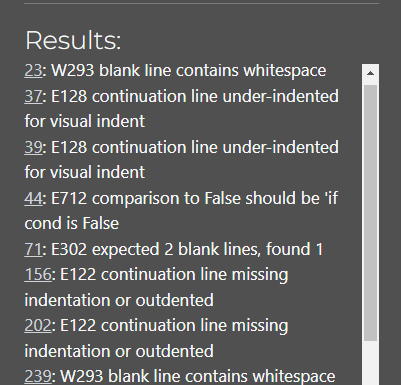 Results:
23: W293 blank line contains whitespace
37: E128 continuation line under-indented
for visual indent
39: E128 continuation line under-indented
for visual indent
44: E712 comparison to False should be 'if
cond is False
71: E302 expected 2 blank lines, found 1
156: E122 continuation line missing
indentation or outdented
202: E122 continuation line missing
indentation or outdented
239: W293 blank line contains whitespace